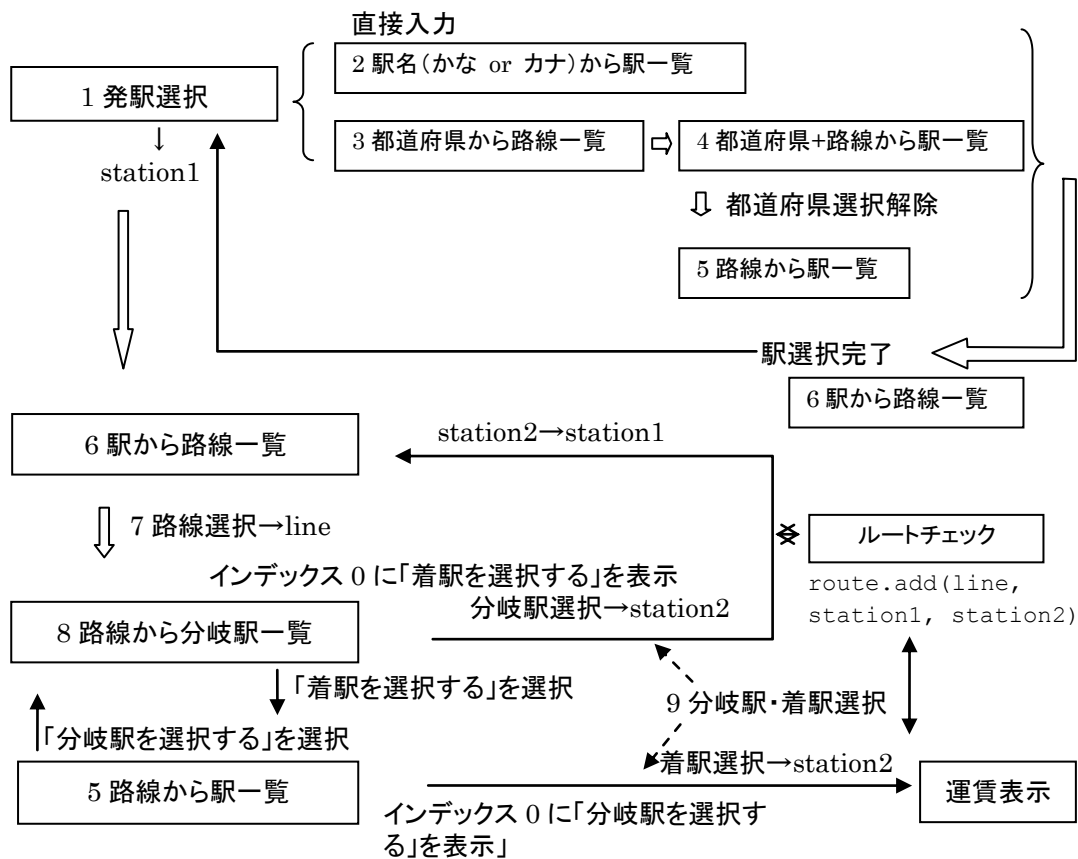 直接入力
2 駅名（かな or カナ）から駅一覧
1 発駅選択
↓
station1
3 都道府県から路線一覧
⇨
4 都道府県+路線から駅一覧
⇩ 都道府県選択解除
5 路線から駅一覧
駅選択完了
6 駅から路線一覧
6 駅から路線一覧
station2→station1
7 路線選択→line
ルートチェック
route.add(line,
station1, station2)
インデックス 0 に「着駅を選択する」を表示
分岐駅選択→station2
8 路線から分岐駅一覧
「着駅を選択する」を選択
9 分岐駅・着駅選択
「分岐駅を選択する」を選択
着駅選択→station2
5 路線から駅一覧
運賃表示
インデックス 0 に「分岐駅を選択す
る」を表示」